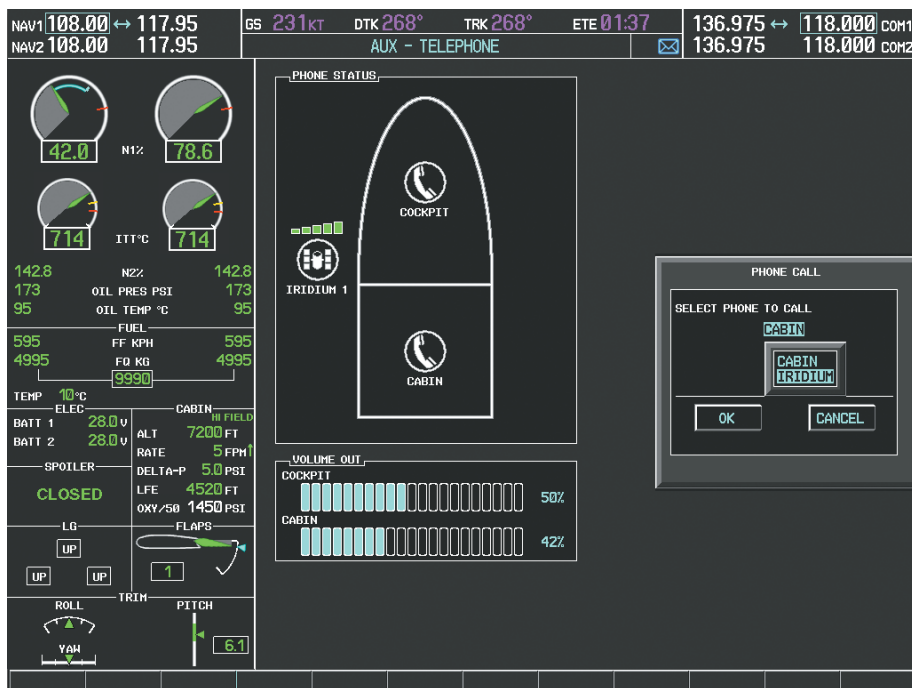 NAV1 108.00 ↔ 117.95
NAV2 108.00 117.95
GS 231KT DTK 268° TRK 268° ETE 01:37
AUX - TELEPHONE
136.975 ↔ 118.000 COM1
136.975 118.000 COM2
42.0 N1% 78.6
714 ITT°C 714
142.8 N2% 142.8
173 OIL PRES PSI 173
95 OIL TEMP °C 95
FUEL
595 FF KPH 595
4995 FQ KG 4995
9990
TEMP 10°C
ELEC
BATT 1 28.0 V
BATT 2 28.0 V
SPOILER
CLOSED
CABIN
HI FIELD
ALT 7200 FT
RATE 5 FPM↑
DELTA-P 5.0 PSI
LFE 4520 FT
OXY/50 1450 PSI
LG
UP
UP UP
FLAPS
1
TRIM
ROLL
YAW
PITCH
6.1
PHONE STATUS
COCKPIT
IRIDIUM 1
CABIN
VOLUME OUT
COCKPIT
50%
CABIN
42%
PHONE CALL
SELECT PHONE TO CALL
CABIN
CABIN
IRIDIUM
OK CANCEL